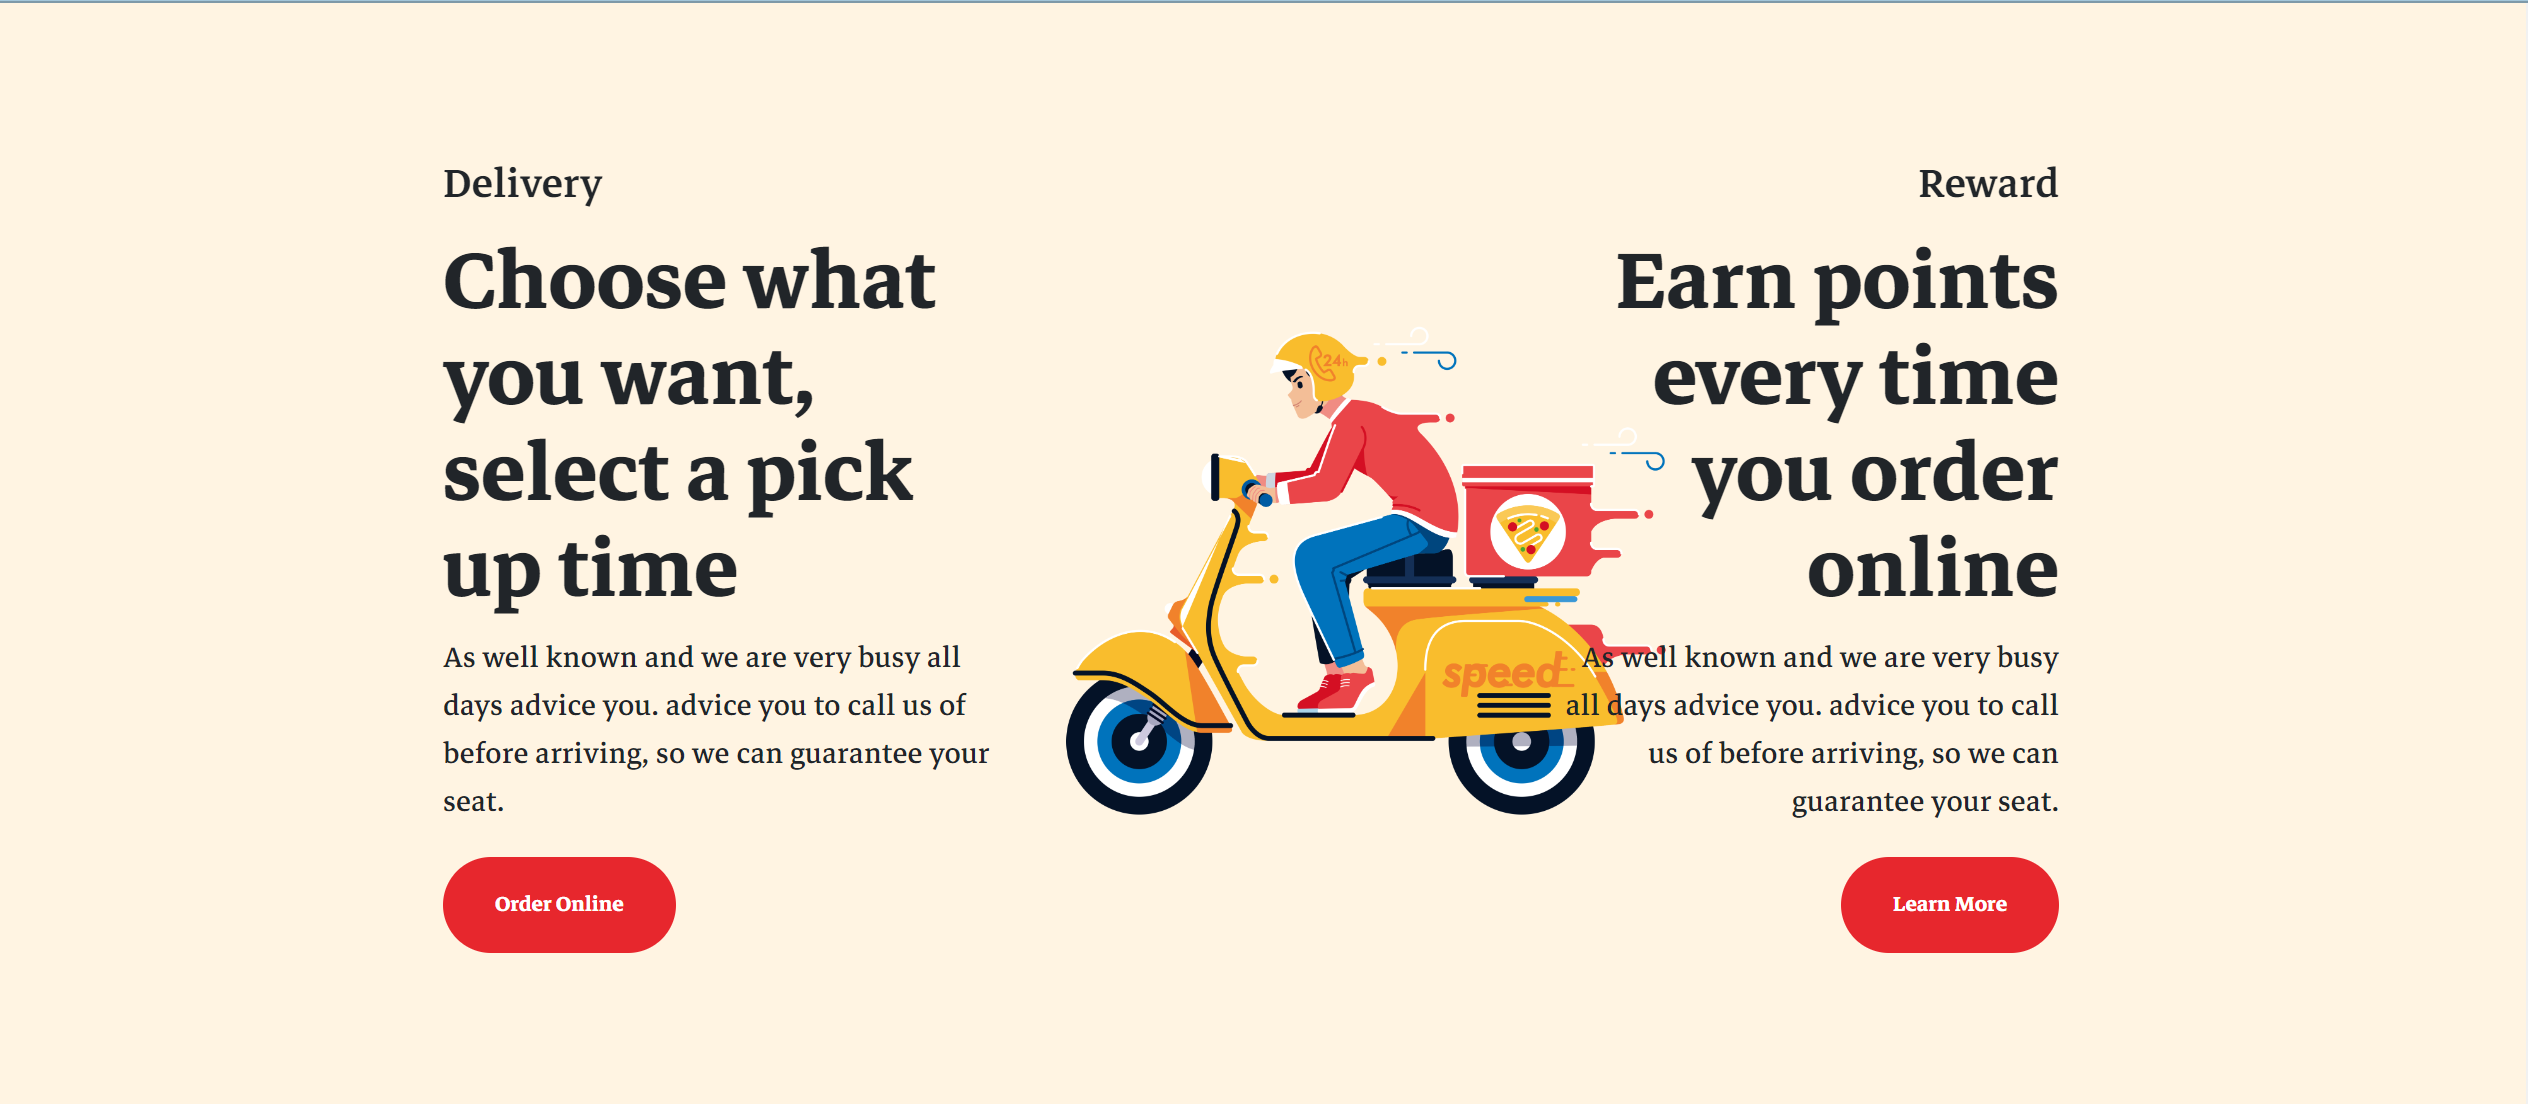 Delivery
Choose what
you want,
select a pick
up time
As well known and we are very busy all
days advice you. advice you to call us of
before arriving, so we can guarantee your
seat.
Order Online
24h
speed
Reward
Earn points
every time
you order
online
As well known and we are very busy
all days advice you. advice you to call
us of before arriving, so we can
guarantee your seat.
Learn More